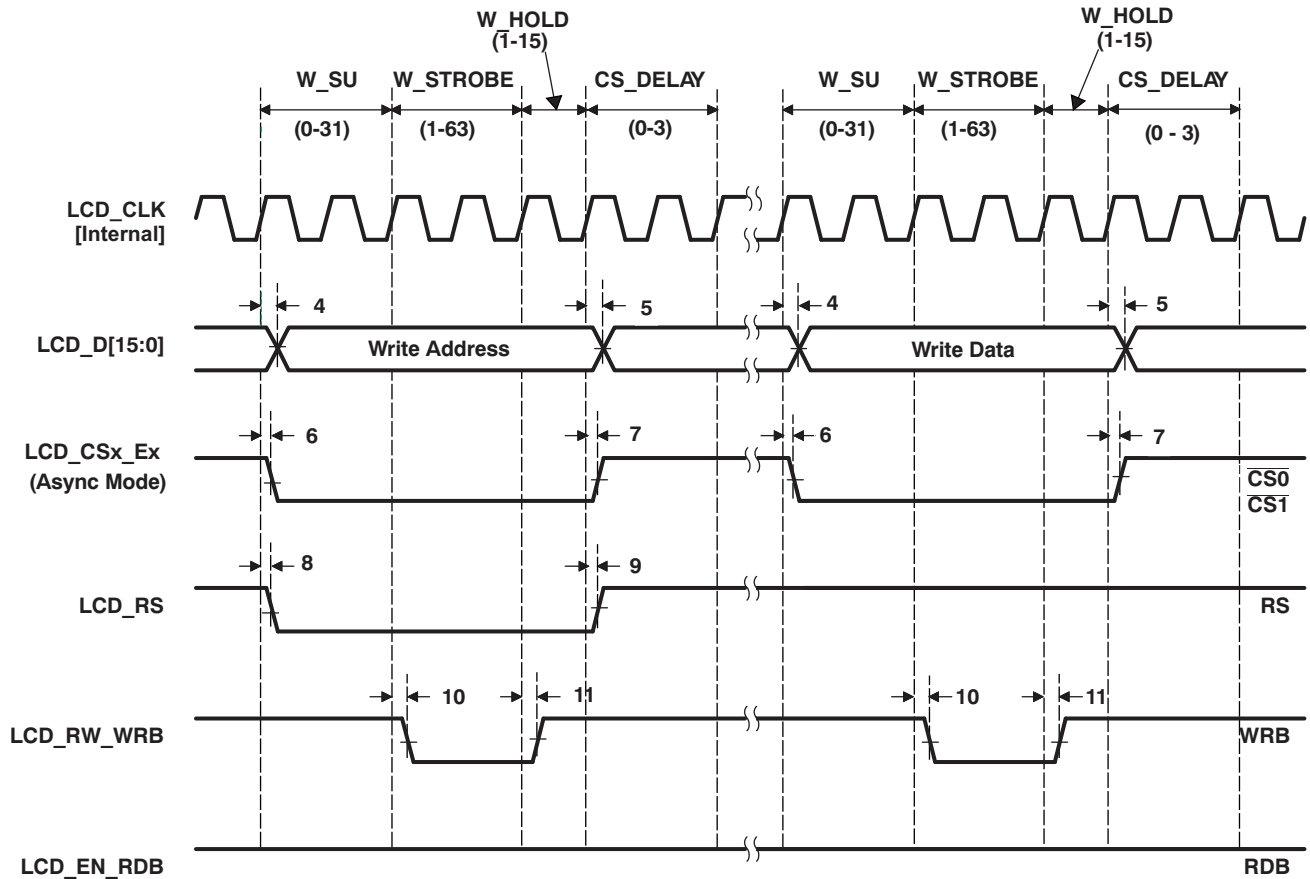 W_HOLD
(1-15)
W_HOLD
(1-15)
W_SU
W_STROBE
CS_DELAY
W_SU
W_STROBE
CS_DELAY
(0-31)
(1-63)
(0-3)
(0-31)
(1-63)
(0 - 3)
LCD_CLK
[Internal]
4
5
4
5
LCD_D[15:0]
Write Address
Write Data
6
7
6
7
LCD_CSx_Ex
(Async Mode)
CS0
CS1
8
9
LCD_RS
RS
10
11
10
11
LCD_RW_WRB
WRB
LCD_EN_RDB
RDB